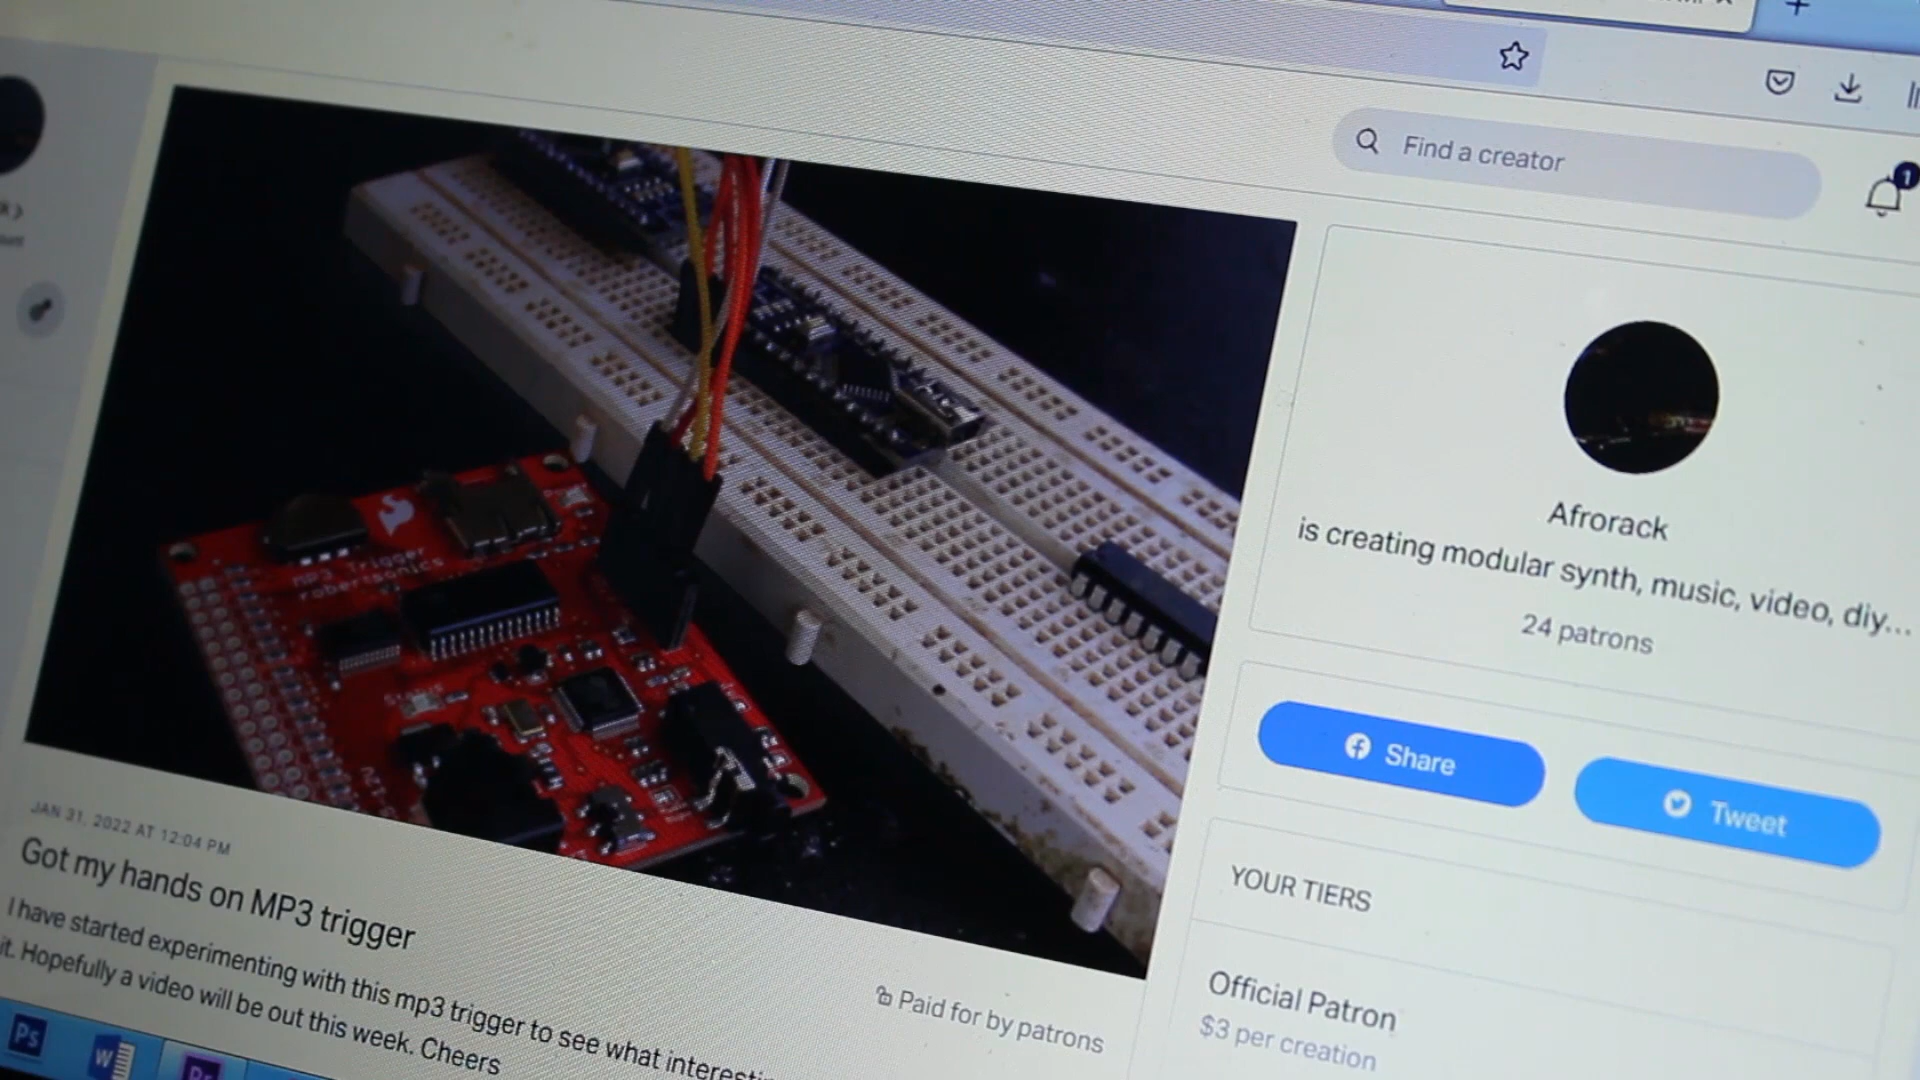 Find a creator
1
MP3 Trigger
robertsonics
Afrorack
is creating modular synth, music, video, diy...
24 patrons
Share
Tweet
JAN 31, 2022 AT 12:04 PM
Got my hands on MP3 trigger
I have started experimenting with this mp3 trigger to see what
it. Hopefully a video will be out this week. Cheers
Paid for by patrons
YOUR TIERS
Official Patron
$3 per creation
Ps
W
Pr